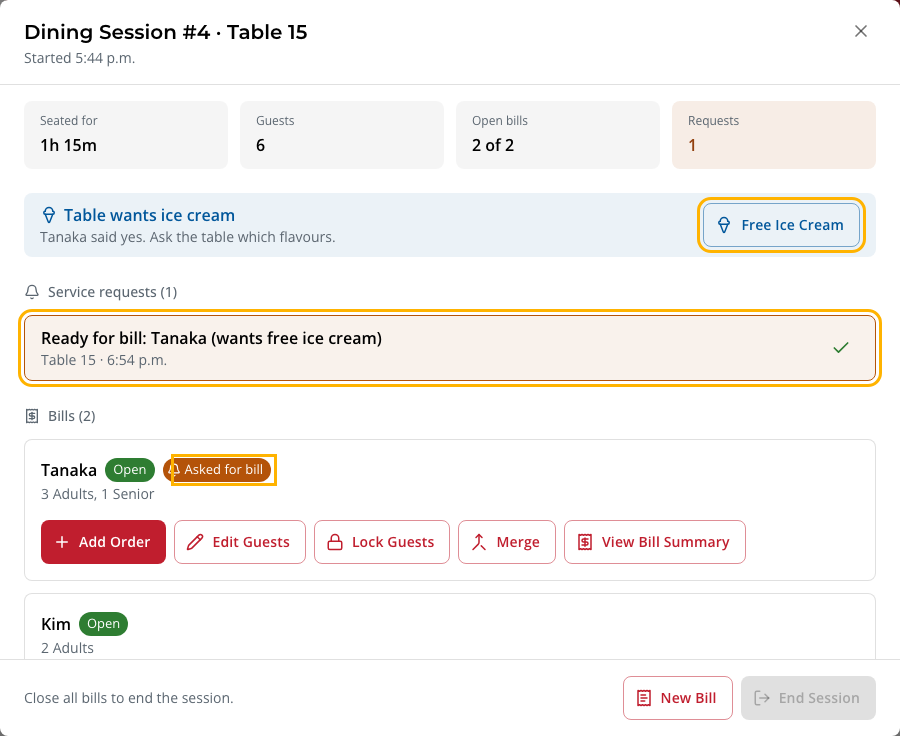 Dining Session #4 · Table 15
Started 5:44 p.m.
Seated for
1h 15m
Guests
6
Open bills
2 of 2
Requests
1
Table wants ice cream
Tanaka said yes. Ask the table which flavours.
Free Ice Cream
Service requests (1)
Ready for bill: Tanaka (wants free ice cream)
Table 15 · 6:54 p.m.
Bills (2)
Tanaka Open Asked for bill
3 Adults, 1 Senior
Add Order Edit Guests Lock Guests Merge View Bill Summary
Kim Open
2 Adults
Close all bills to end the session.
New Bill End Session